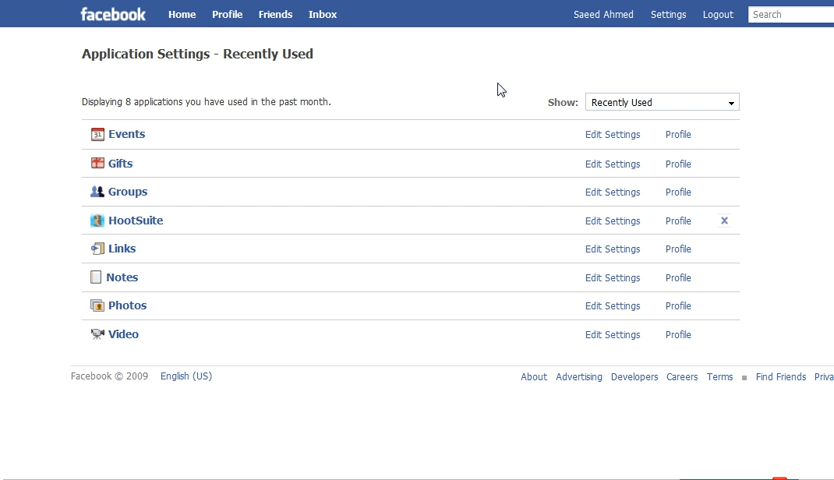 facebook Home Profile Friends Inbox Saeed Ahmed Settings Logout Search
Application Settings - Recently Used
Displaying 8 applications you have used in the past month. Show: Recently Used
31 Events Edit Settings Profile
Gifts Edit Settings Profile
Groups Edit Settings Profile
HootSuite Edit Settings Profile X
Links Edit Settings Profile
Notes Edit Settings Profile
Photos Edit Settings Profile
Video Edit Settings Profile
Facebook © 2009 English (US) About Advertising Developers Careers Terms ■ Find Friends Priva